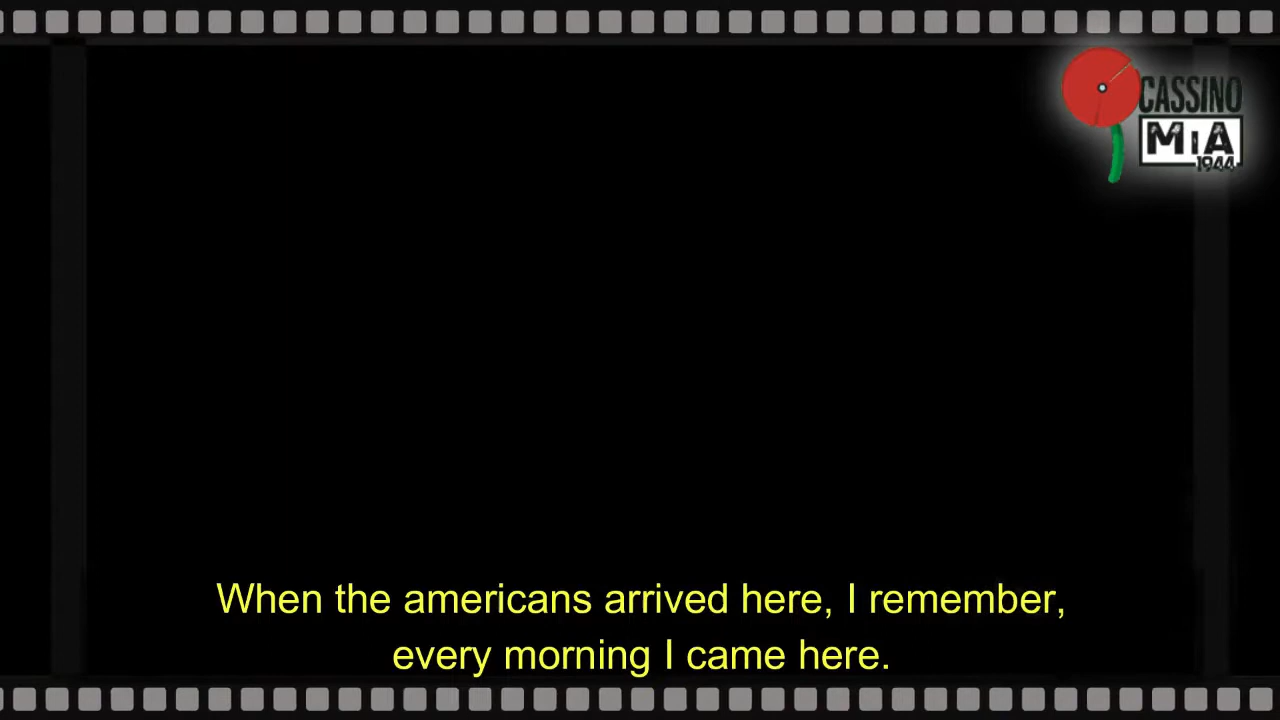 CASSINO
MIA
1944
When the americans arrived here, I remember,
every morning I came here.